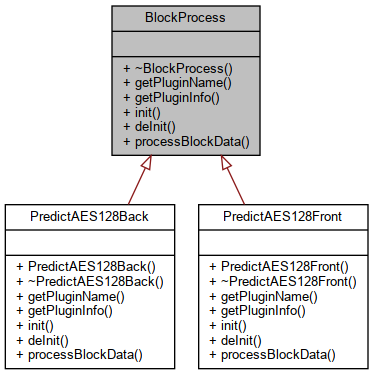 BlockProcess
+ ~BlockProcess()
+ getPluginName()
+ getPluginInfo()
+ init()
+ deInit()
+ processBlockData()
PredictAES128Back
+ PredictAES128Back()
+ ~PredictAES128Back()
+ getPluginName()
+ getPluginInfo()
+ init()
+ deInit()
+ processBlockData()
PredictAES128Front
+ PredictAES128Front()
+ ~PredictAES128Front()
+ getPluginName()
+ getPluginInfo()
+ init()
+ deInit()
+ processBlockData()